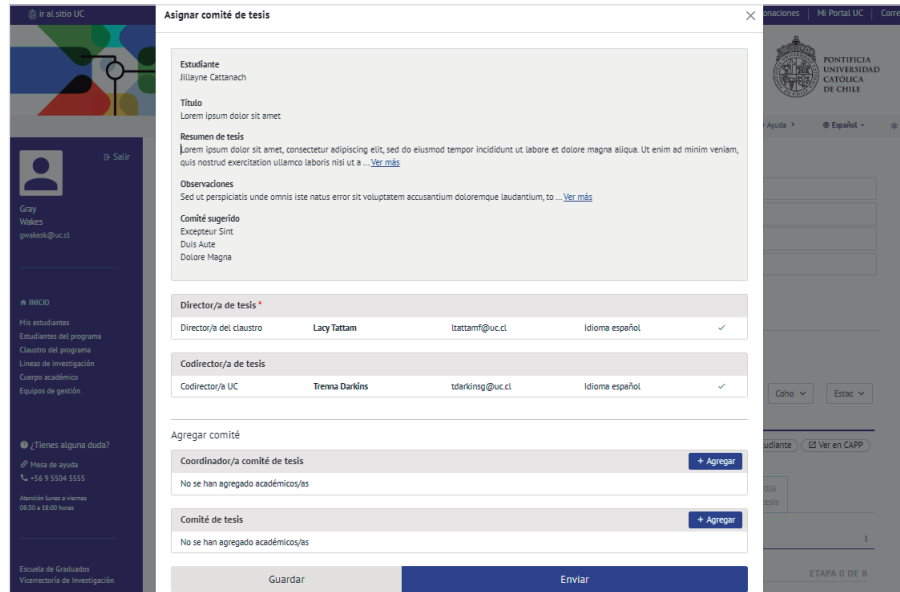 ir al sitio UC
Asignar comité de tesis
onaciones
Mi Portal UC
Corre
PONTIFICIA
UNIVERSIDAD
CATÓLICA
DE CHILE
Ayuda
Español
Salir
Gray
Wakes
gwakesk@uc.cl
INICIO
Mis estudiantes
Estudiantes del programa
Claustro del programa
Líneas de investigación
Cuerpo académico
Equipos de gestión
¿Tienes alguna duda?
Mesa de ayuda
+56 9 5504 5555
Atención lunes a viernes
08:30 a 18:00 horas
Escuela de Graduados
Vicerrectoría de Investigación
Estudiante
Jillayne Cattanach
Título
Lorem ipsum dolor sit amet
Resumen de tesis
Lorem ipsum dolor sit amet, consectetur adipiscing elit, sed do eiusmod tempor incididunt ut labore et dolore magna aliqua. Ut enim ad minim veniam,
quis nostrud exercitation ullamco laboris nisi ut a ... Ver más
Observaciones
Sed ut perspiciatis unde omnis iste natus error sit voluptatem accusantium doloremque laudantium, to ... Ver más
Comité sugerido
Excepteur Sint
Duis Aute
Dolore Magna
Director/a de tesis *
Director/a del claustro Lacy Tattam ltattamf@uc.cl Idioma español
Codirector/a de tesis
Codirector/a UC Trenna Darkins tdarkinsg@uc.cl Idioma español
Agregar comité
Coordinador/a comité de tesis + Agregar
No se han agregado académicos/as
Comité de tesis + Agregar
No se han agregado académicos/as
Guardar
Enviar
Coho
Estac
udiante
Ver en CAPP
esis
ETAPA 0 DE 8